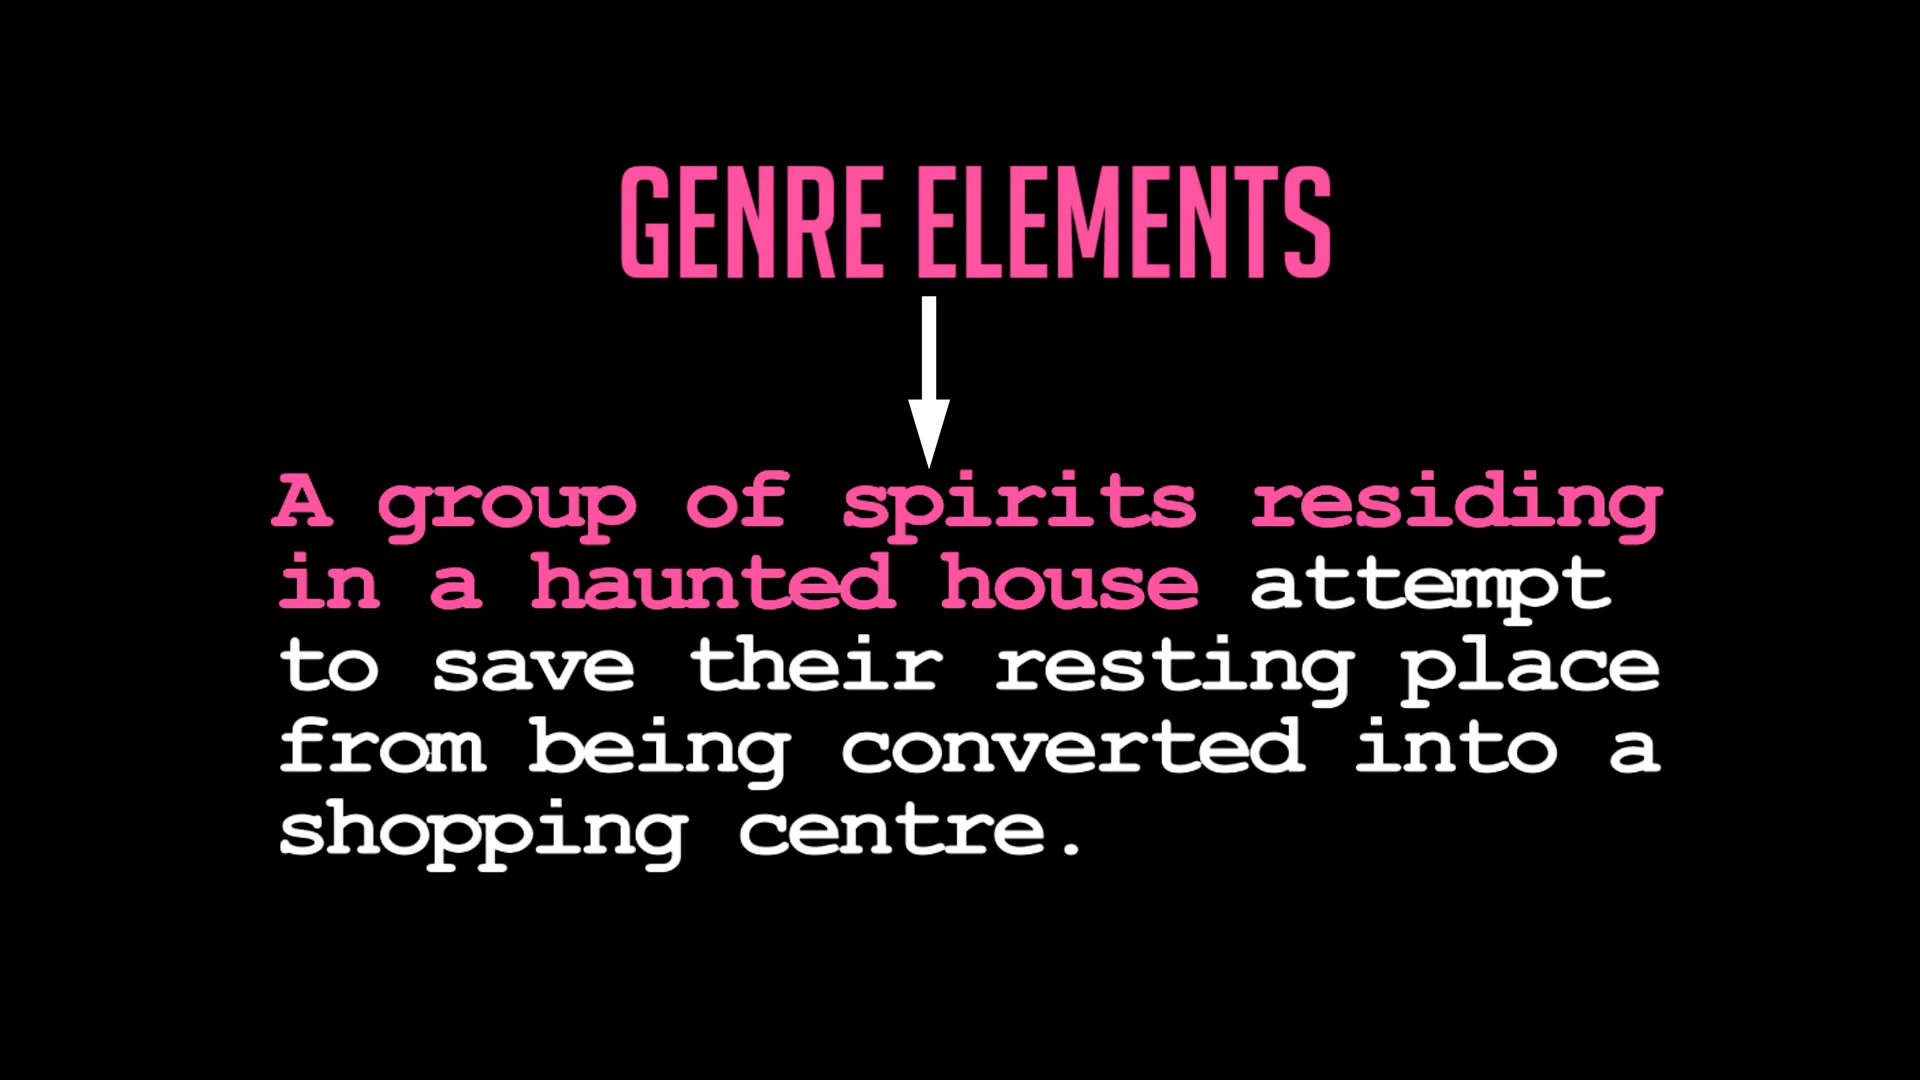 GENRE ELEMENTS
A group of spirits residing
in a haunted house attempt
to save their resting place
from being converted into a
shopping centre.